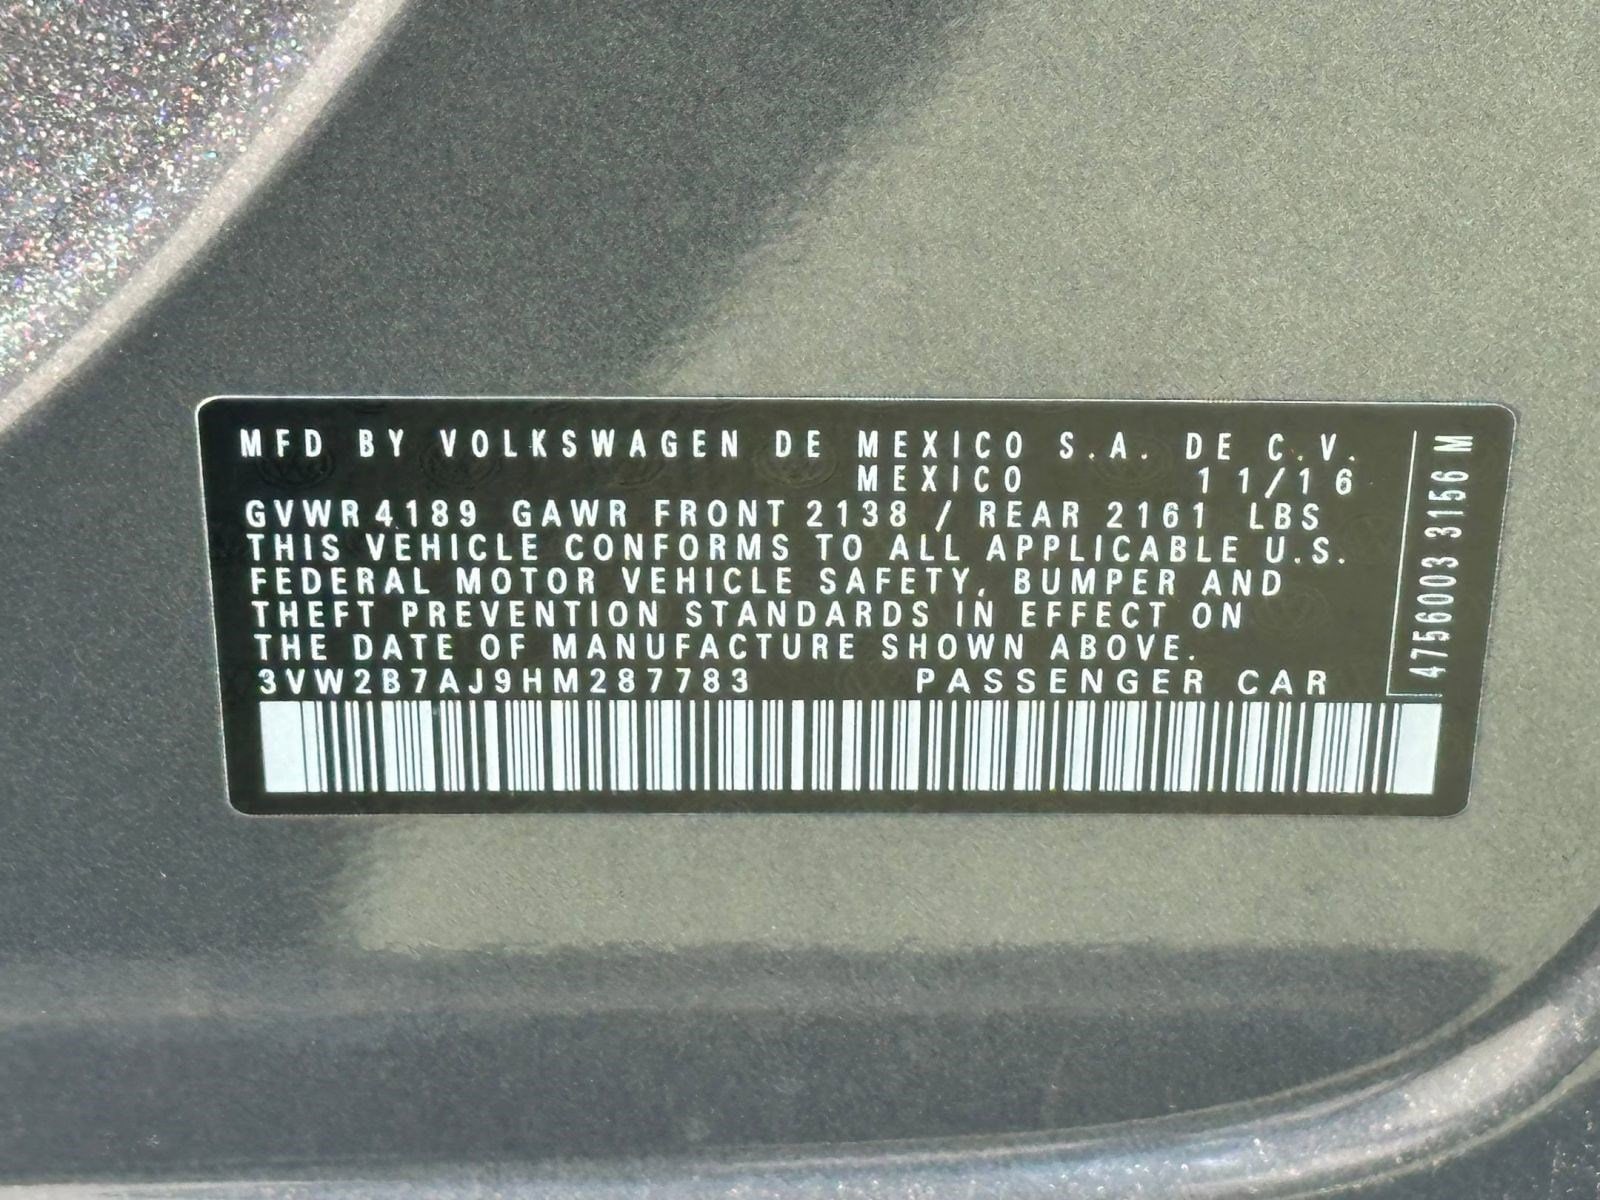 MFD BY VOLKSWAGEN DE MEXICO S.A. DE C.V.
MEXICO 11/16
GVWR 4189 GAWR FRONT 2138 / REAR 2161 LBS
THIS VEHICLE CONFORMS TO ALL APPLICABLE U.S.
FEDERAL MOTOR VEHICLE SAFETY, BUMPER AND
THEFT PREVENTION STANDARDS IN EFFECT ON
THE DATE OF MANUFACTURE SHOWN ABOVE.
3VW2B7AJ9HM287783 PASSENGER CAR
4756003 3156 M